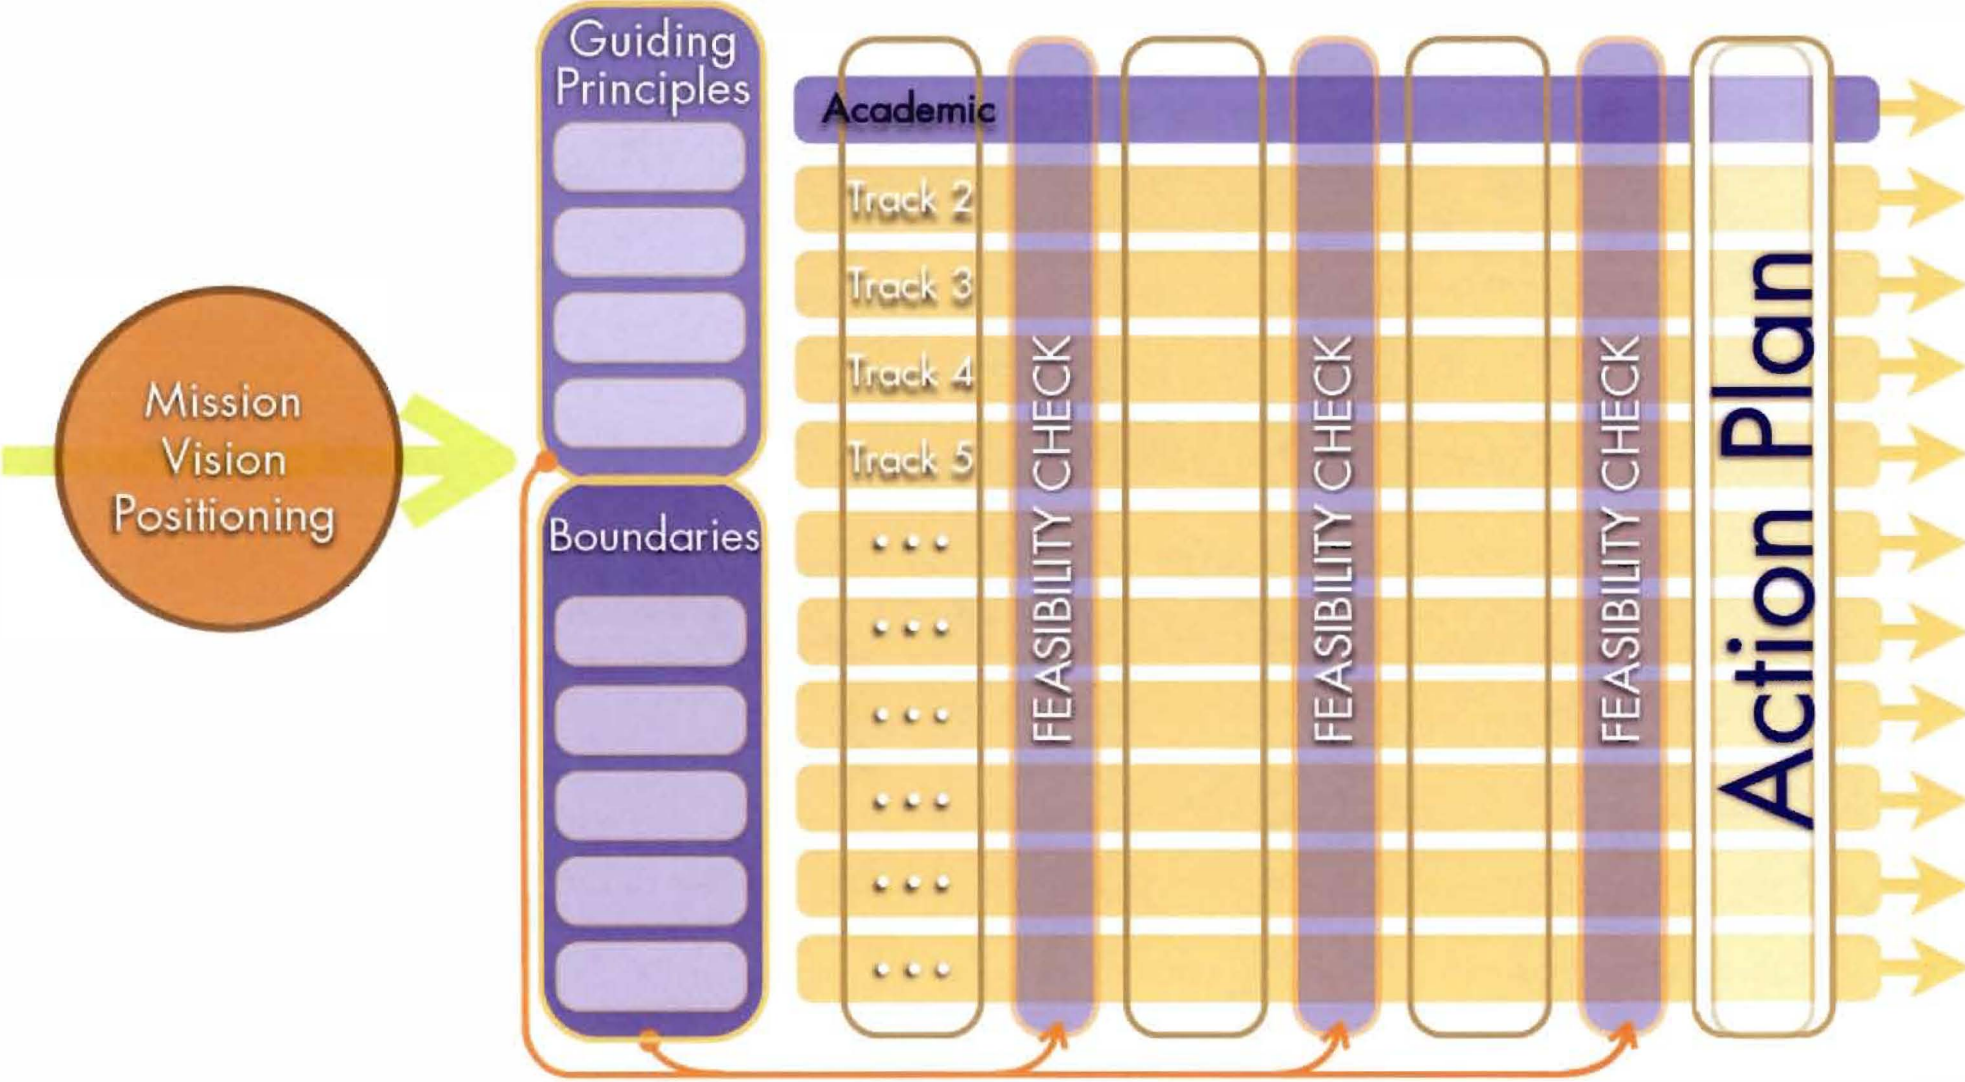 Guiding
Principles
Academic
Track 2
Track 3
Track 4
Track 5
Mission
Vision
Positioning
Boundaries
• • •
• • •
• • •
• • •
• • •
• • •
FEASIBILITY CHECK
FEASIBILITY CHECK
FEASIBILITY CHECK
Action Plan